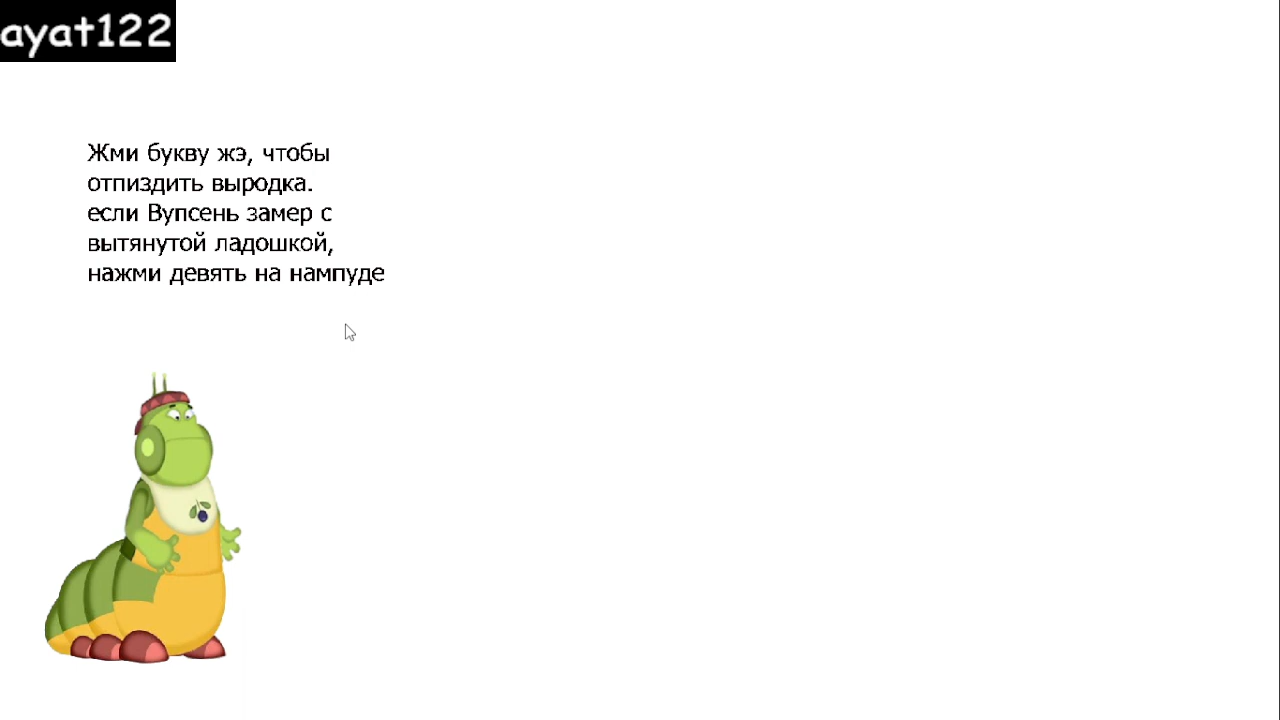 ayat122
Жми букву жэ, чтобы
отпиздить выродка.
если Вупсень замер с
вытянутой ладошкой,
нажми девять на нампуде